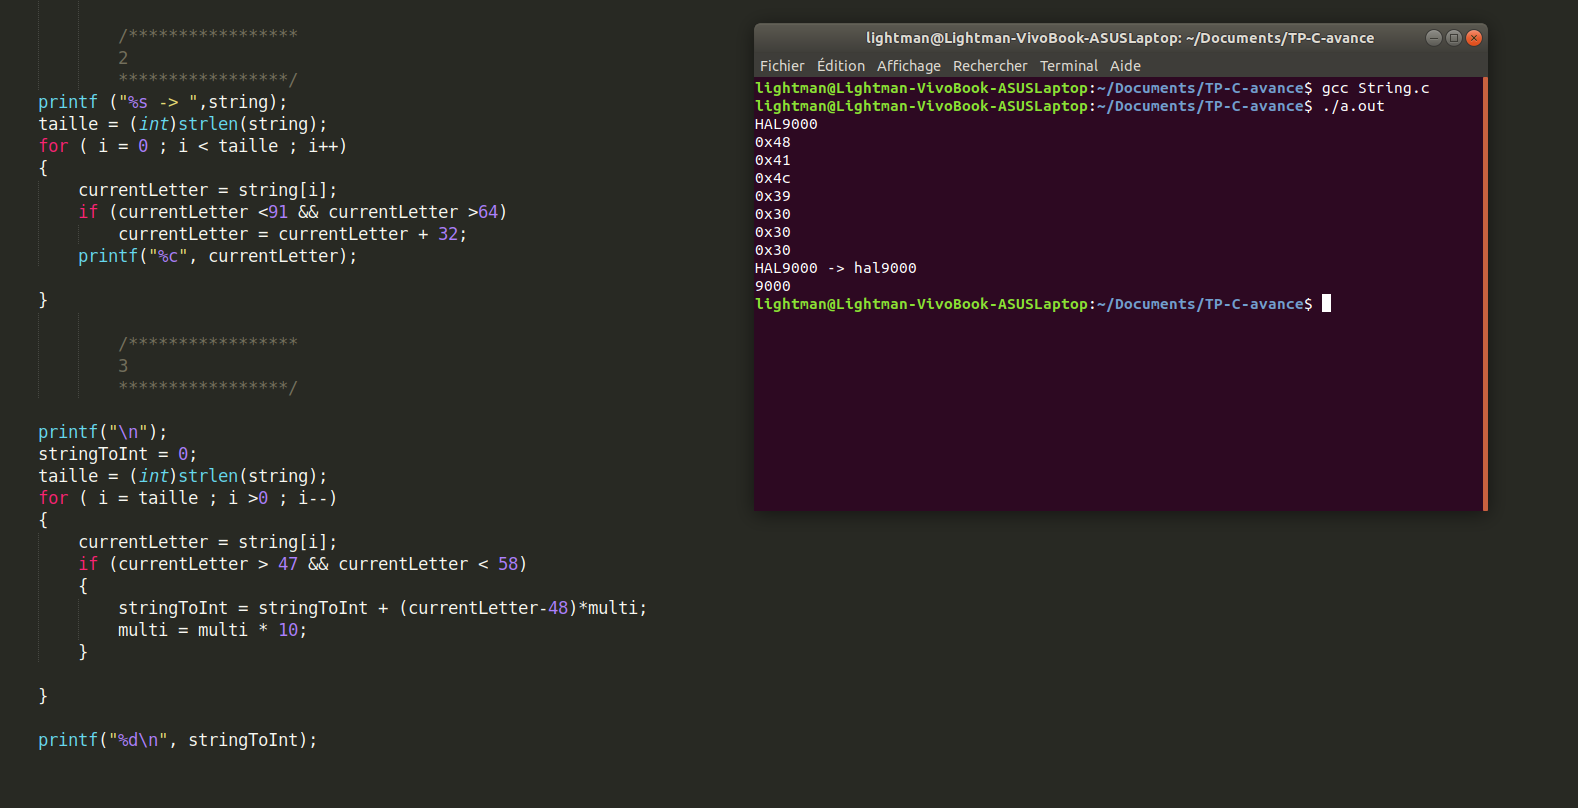 /*****************
2
*****************/
printf ("%s -> ",string);
taille = (int)strlen(string);
for ( i = 0 ; i < taille ; i++)
{
currentLetter = string[i];
if (currentLetter <91 && currentLetter >64)
currentLetter = currentLetter + 32;
printf("%c", currentLetter);
}
/*****************
3
*****************/
printf("\n");
stringToInt = 0;
taille = (int)strlen(string);
for ( i = taille ; i >0 ; i--)
{
currentLetter = string[i];
if (currentLetter > 47 && currentLetter < 58)
{
stringToInt = stringToInt + (currentLetter-48)*multi;
multi = multi * 10;
}
}
printf("%d\n", stringToInt);
lightman@Lightman-VivoBook-ASUSLaptop: ~/Documents/TP-C-avance
Fichier Édition Affichage Rechercher Terminal Aide
lightman@Lightman-VivoBook-ASUSLaptop:~/Documents/TP-C-avance$ gcc String.c
lightman@Lightman-VivoBook-ASUSLaptop:~/Documents/TP-C-avance$ ./a.out
HAL9000
0x48
0x41
0x4c
0x39
0x30
0x30
0x30
HAL9000 -> hal9000
9000
lightman@Lightman-VivoBook-ASUSLaptop:~/Documents/TP-C-avance$